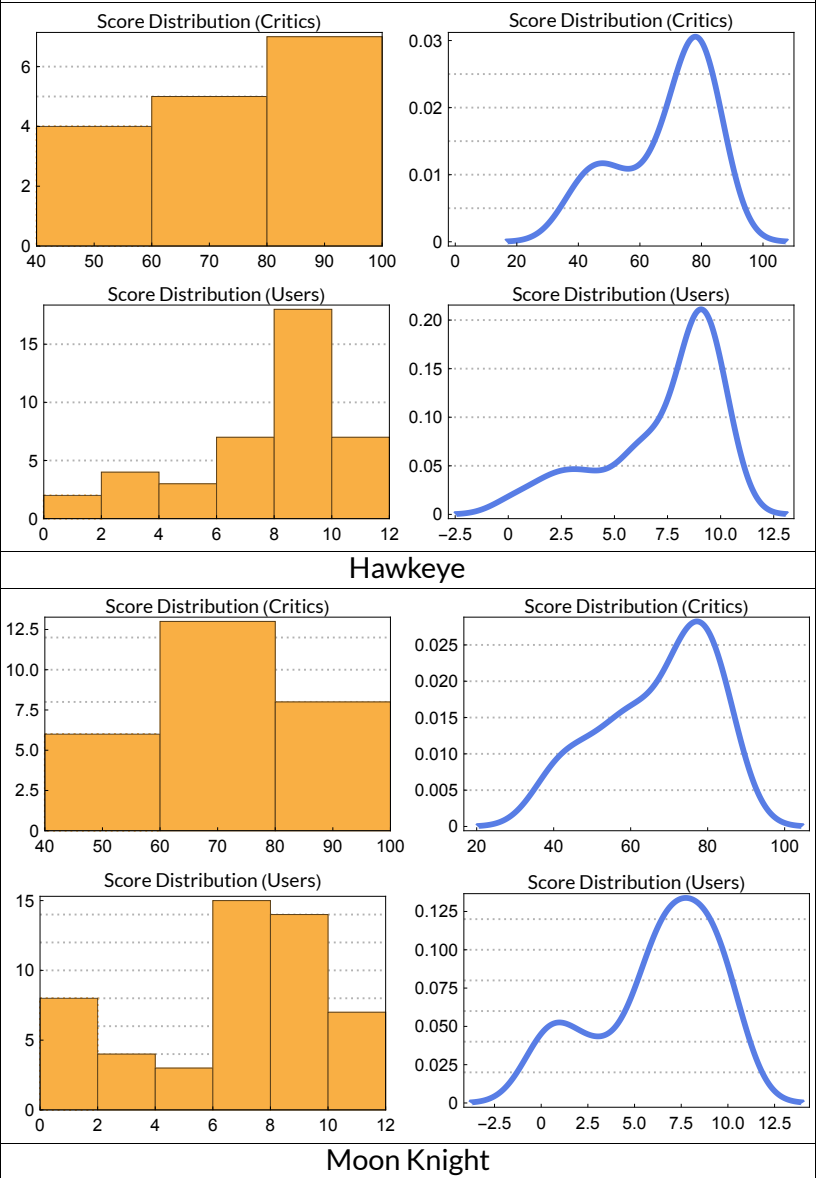 Score Distribution (Critics)
6
4
2
0
40 50 60 70 80 90 100
Score Distribution (Critics)
0.03
0.02
0.01
0
0 20 40 60 80 100
Score Distribution (Users)
15
10
5
0
0 2 4 6 8 10 12
Score Distribution (Users)
0.20
0.15
0.10
0.05
0
−2.5 0 2.5 5.0 7.5 10.0 12.5
Hawkeye
Score Distribution (Critics)
12.5
10.0
7.5
5.0
2.5
0
40 50 60 70 80 90 100
Score Distribution (Critics)
0.025
0.020
0.015
0.010
0.005
0
20 40 60 80 100
Score Distribution (Users)
15
10
5
0
0 2 4 6 8 10 12
Score Distribution (Users)
0.125
0.100
0.075
0.050
0.025
0
−2.5 0 2.5 5.0 7.5 10.0 12.5
Moon Knight